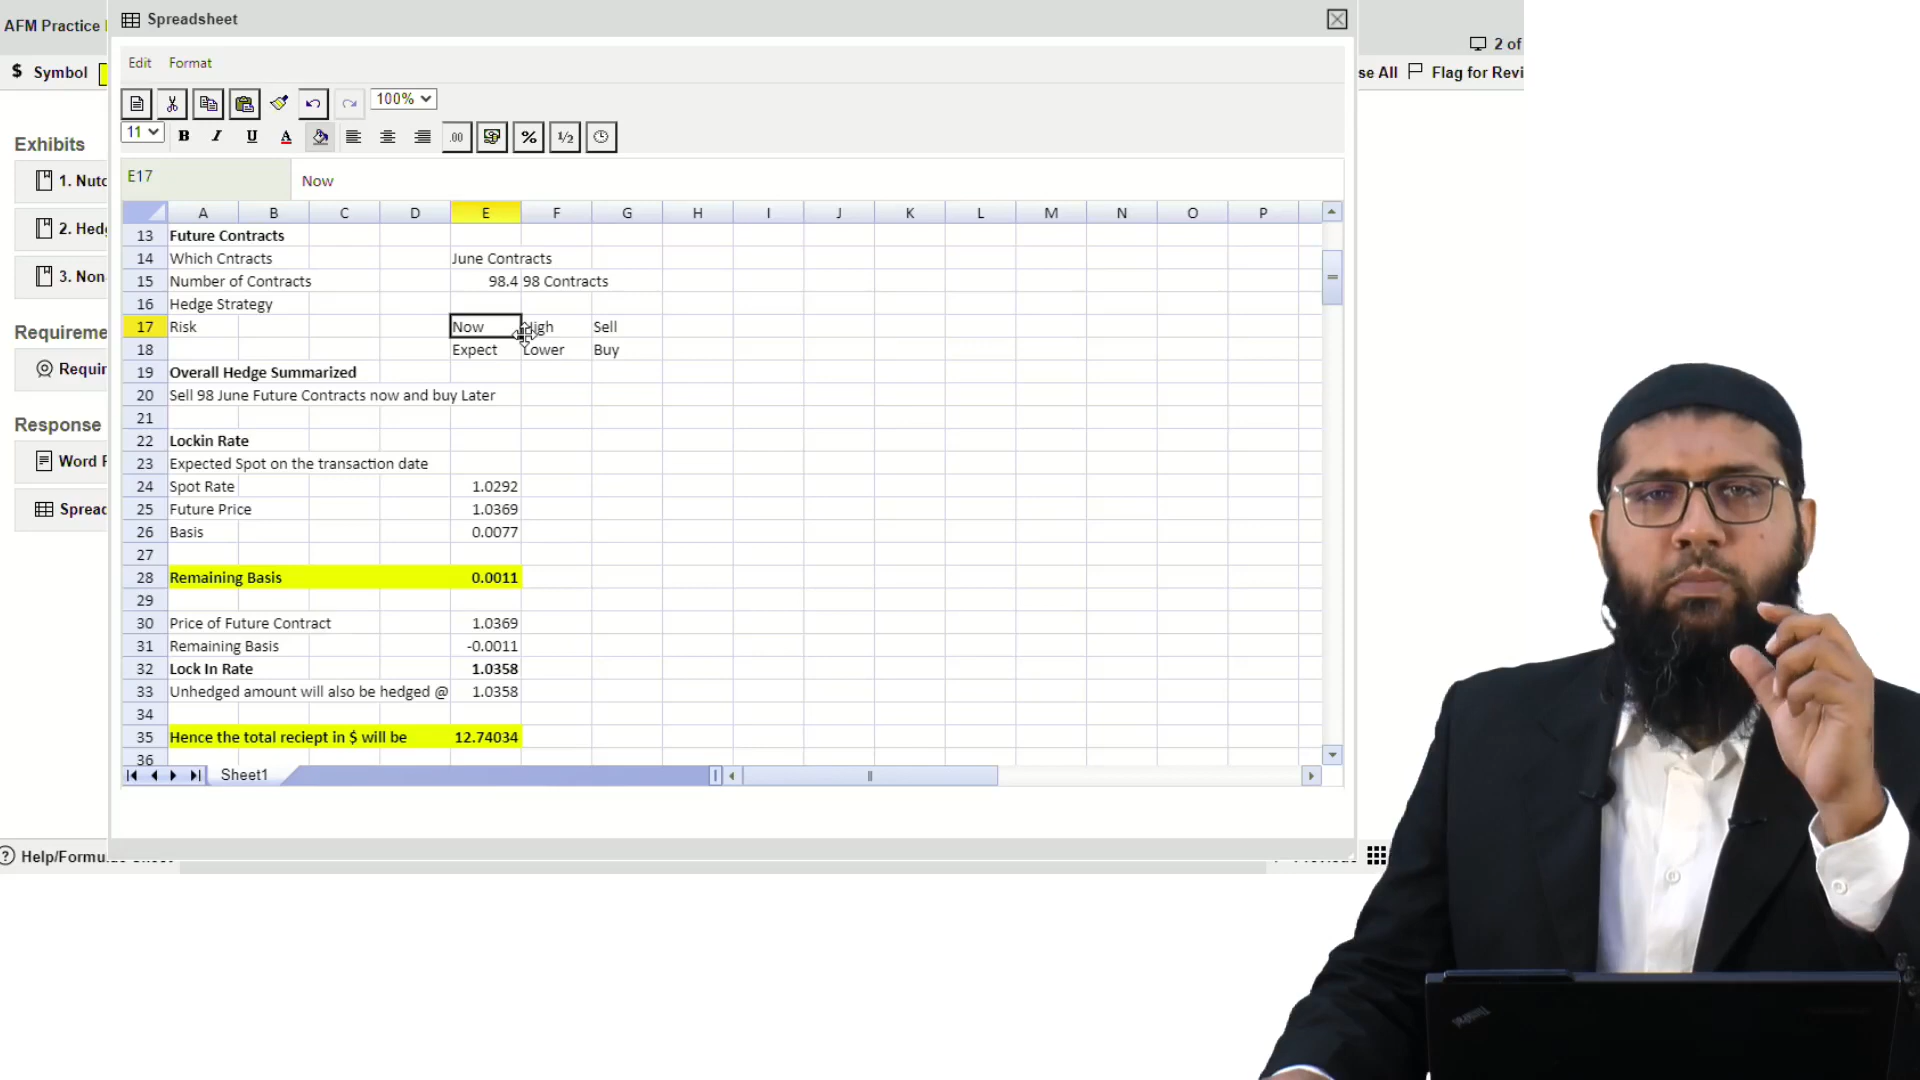 AFM Practice
Spreadsheet
2 of
$ Symbol
Edit Format
se All Flag for Revi
100%
11 B I U A .00 % 1/2
E17 Now
Exhibits
1. Nutc
2. Hed
3. Non
Requireme
Requir
Response
Word F
Spreac
A B C D E F G H I J K L M N O P
13 Future Contracts
14 Which Cntracts June Contracts
15 Number of Contracts 98.4 98 Contracts
16 Hedge Strategy
17 Risk Now High Sell
18 Expect Lower Buy
19 Overall Hedge Summarized
20 Sell 98 June Future Contracts now and buy Later
21
22 Lockin Rate
23 Expected Spot on the transaction date
24 Spot Rate 1.0292
25 Future Price 1.0369
26 Basis 0.0077
27
28 Remaining Basis 0.0011
29
30 Price of Future Contract 1.0369
31 Remaining Basis -0.0011
32 Lock In Rate 1.0358
33 Unhedged amount will also be hedged @ 1.0358
34
35 Hence the total reciept in $ will be 12.74034
36
Sheet1
Help/Formu
ThinkPad